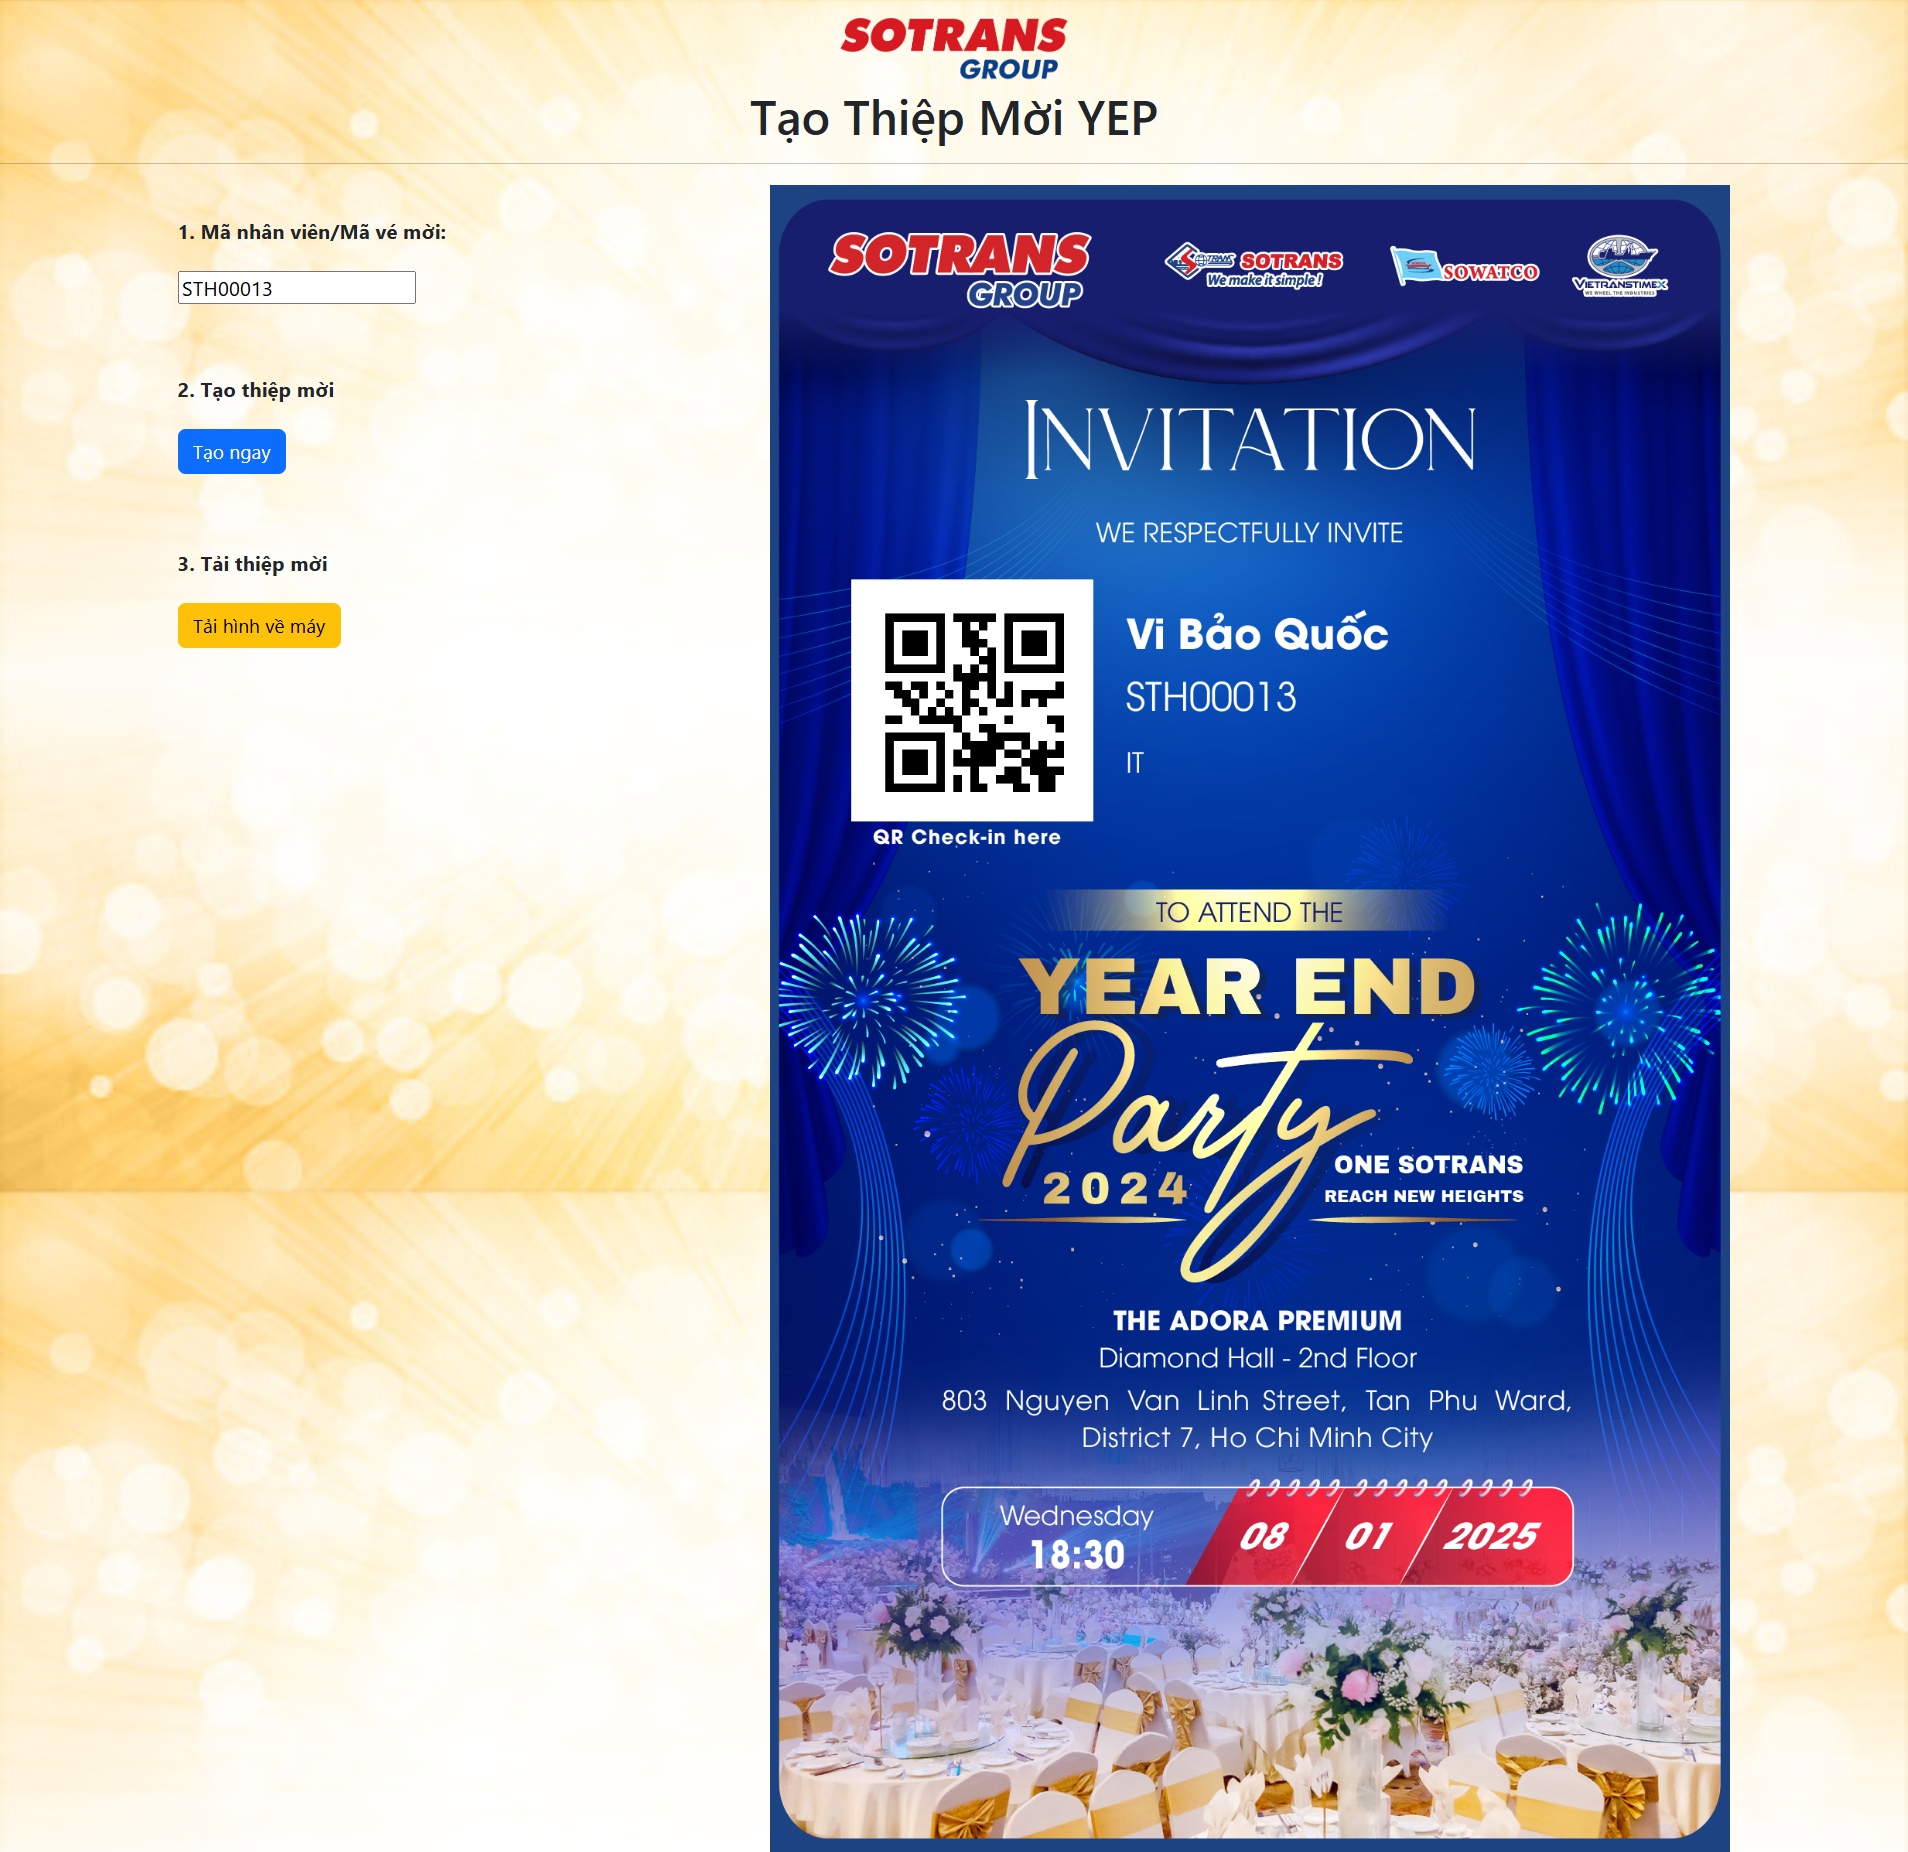 SOTRANS
GROUP
Tạo Thiệp Mời YEP
1. Mã nhân viên/Mã vé mời:
STH00013
2. Tạo thiệp mời
Tạo ngay
3. Tải thiệp mời
Tải hình về máy
SOTRANS
GROUP
SOTRANS
We make it simple!
SOWATCO
VIETRANSTIMEX
WE WHEEL THE INDUSTRIES
INVITATION
WE RESPECTFULLY INVITE
Vi Bảo Quốc
STH00013
IT
QR Check-in here
TO ATTEND THE
YEAR END
Party
2024
ONE SOTRANS
REACH NEW HEIGHTS
THE ADORA PREMIUM
Diamond Hall - 2nd Floor
803 Nguyen Van Linh Street, Tan Phu Ward,
District 7, Ho Chi Minh City
Wednesday
18:30
08 01 2025